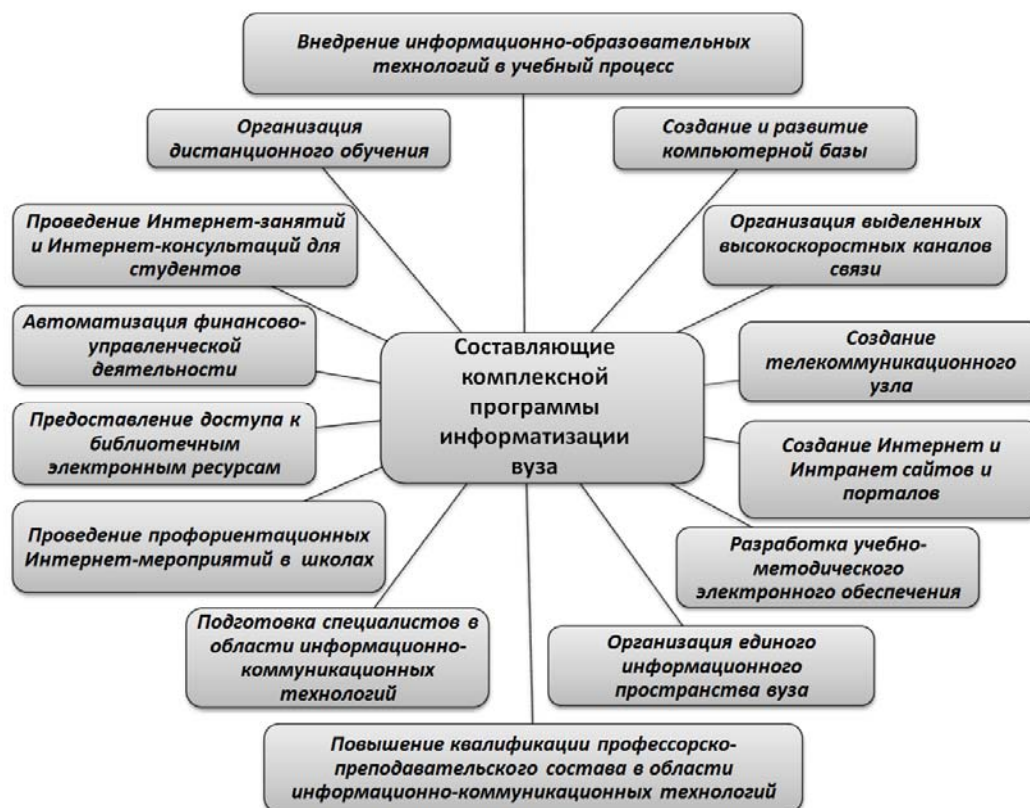 Внедрение информационно-образовательных
технологий в учебный процесс
Организация
дистанционного обучения
Создание и развитие
компьютерной базы
Проведение Интернет-занятий
и Интернет-консультаций для
студентов
Организация выделенных
высокоскоростных каналов
связи
Автоматизация финансово-
управленческой
деятельности
Составляющие
комплексной
программы
информатизации
вуза
Создание
телекоммуникационного
узла
Предоставление доступа к
библиотечным
электронным ресурсам
Создание Интернет и
Интранет сайтов и
порталов
Проведение профориентационных
Интернет-мероприятий в школах
Разработка учебно-
методического
электронного обеспечения
Подготовка специалистов в
области информационно-
коммуникационных
технологий
Организация единого
информационного
пространства вуза
Повышение квалификации профессорско-
преподавательского состава в области
информационно-коммуникационных технологий